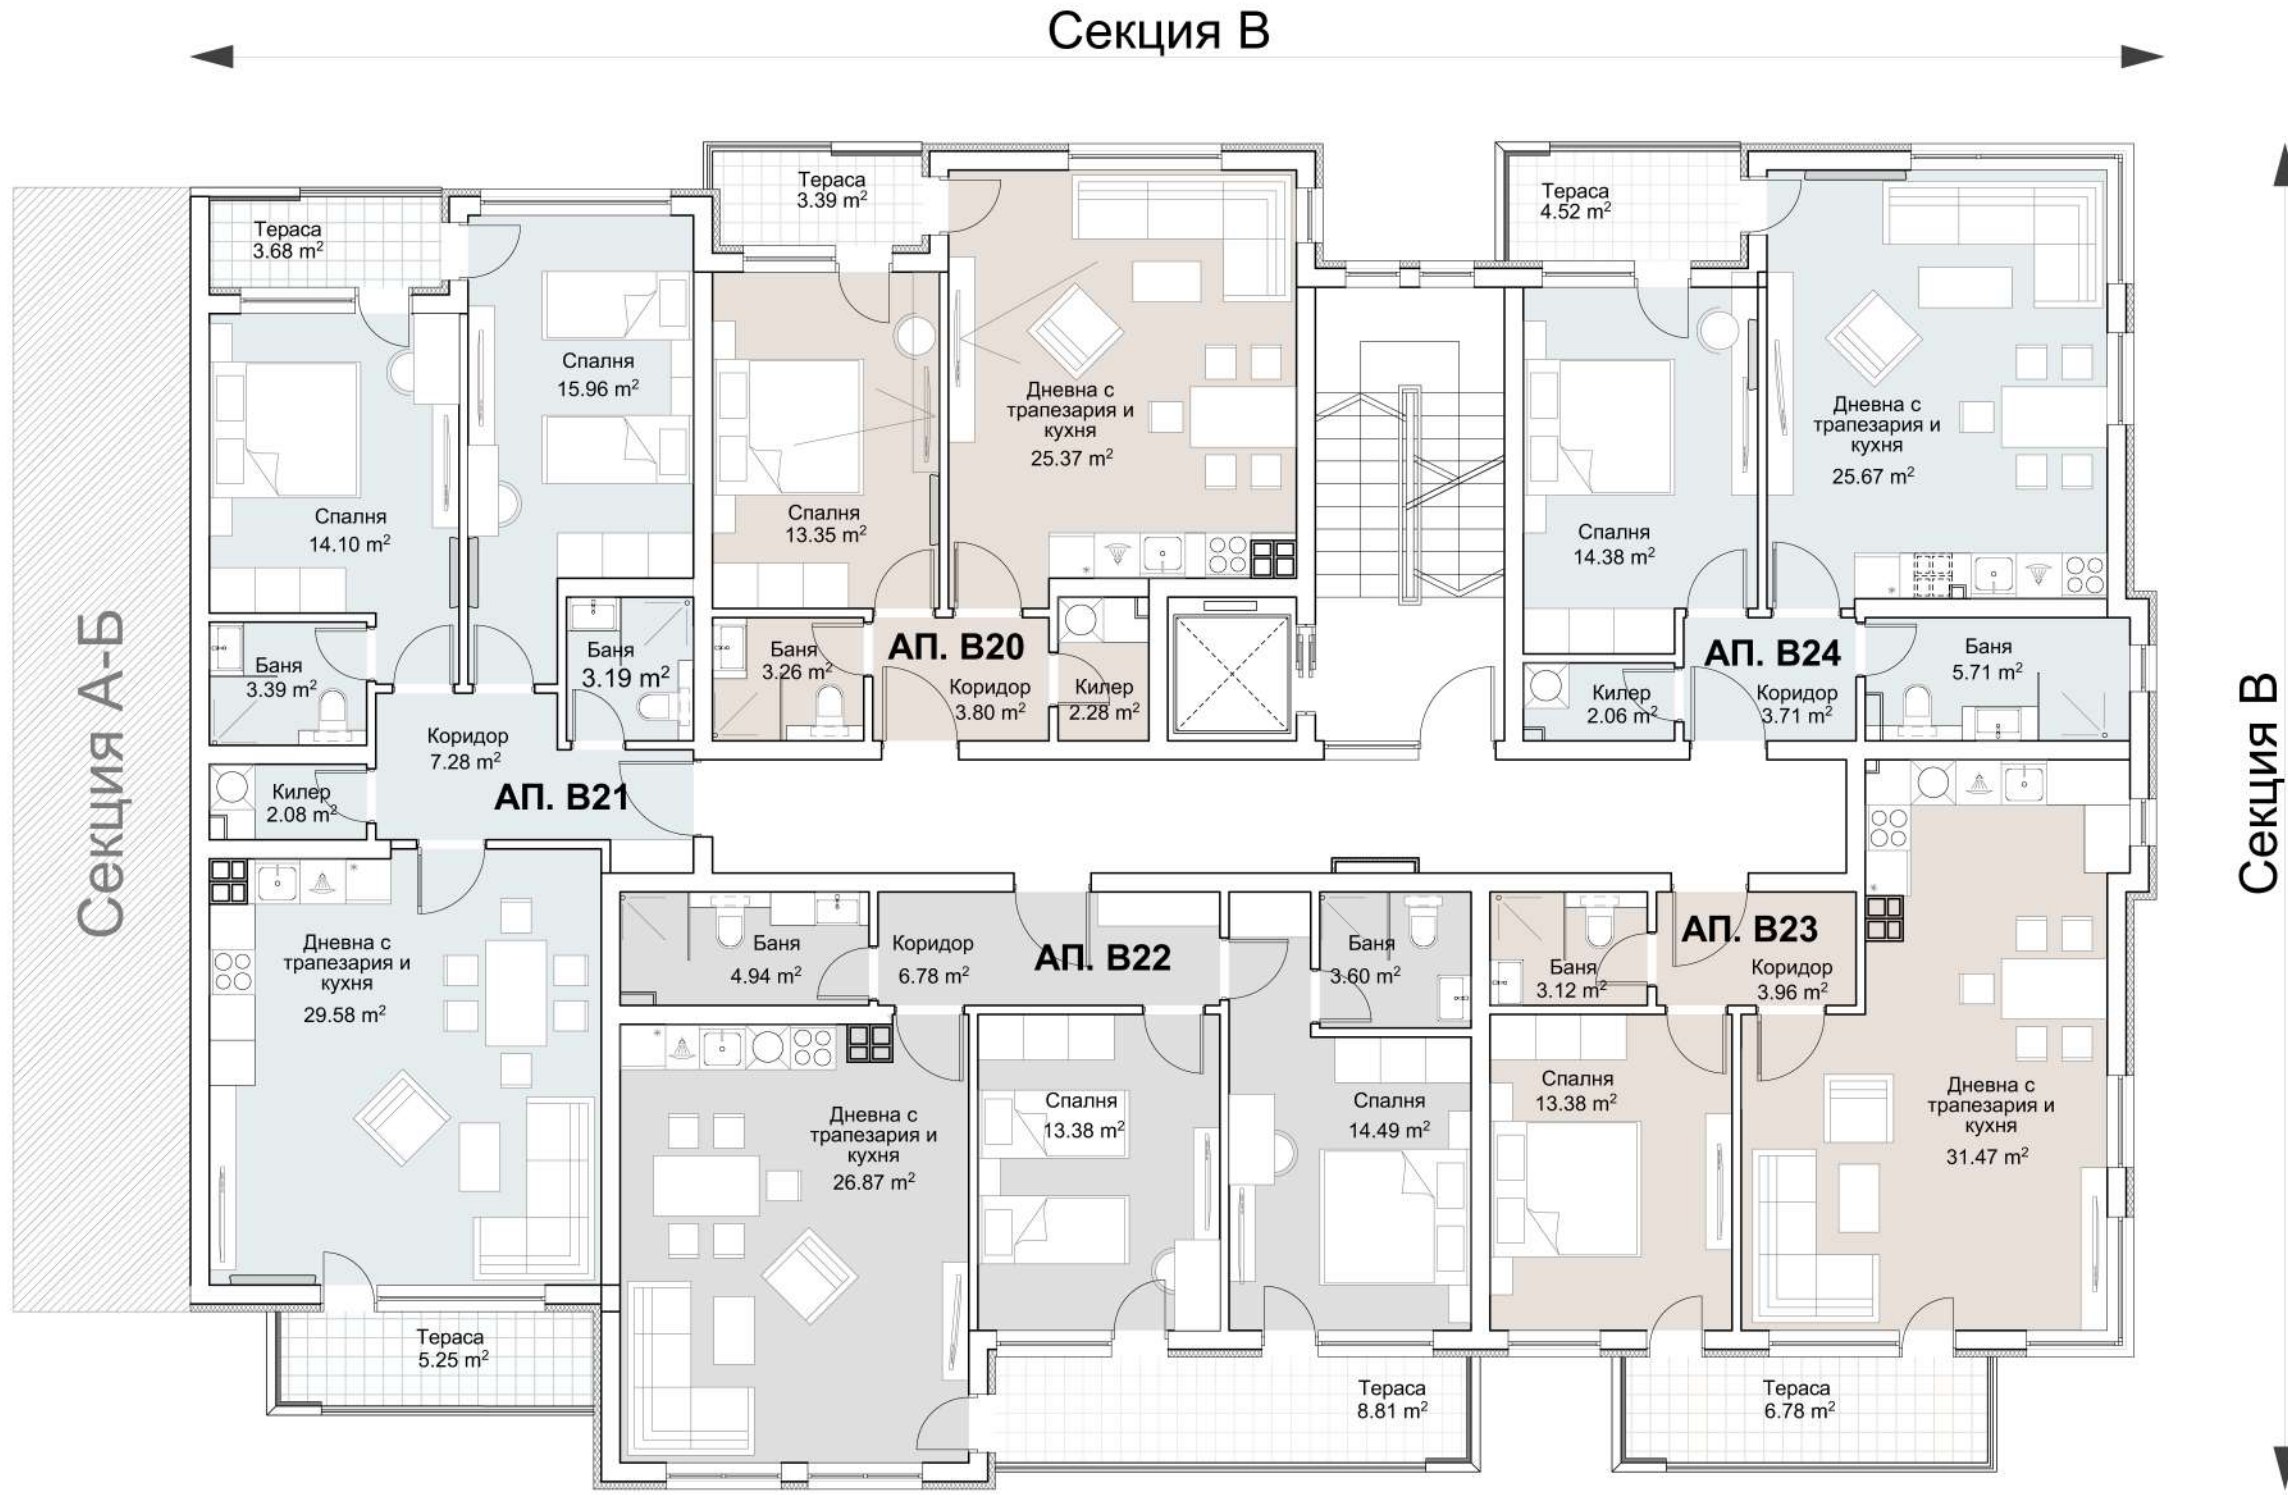 Секция В
Секция А-Б
Секция В
Тераса
3.68 m²
Спалня
14.10 m²
Спалня
15.96 m²
Баня
3.39 m²
Баня
3.19 m²
Коридор
7.28 m²
Килер
2.08 m²
АП. В21
Дневна с
трапезария и
кухня
29.58 m²
Тераса
5.25 m²
Тераса
3.39 m²
Спалня
13.35 m²
Дневна с
трапезария и
кухня
25.37 m²
Баня
3.26 m²
АП. В20
Коридор
3.80 m²
Килер
2.28 m²
Тераса
4.52 m²
Спалня
14.38 m²
Дневна с
трапезария и
кухня
25.67 m²
Килер
2.06 m²
АП. В24
Коридор
3.71 m²
Баня
5.71 m²
Баня
4.94 m²
Коридор
6.78 m²
АП. В22
Баня
3.60 m²
Дневна с
трапезария и
кухня
26.87 m²
Спалня
13.38 m²
Спалня
14.49 m²
Тераса
8.81 m²
Баня
3.12 m²
АП. В23
Коридор
3.96 m²
Спалня
13.38 m²
Дневна с
трапезария и
кухня
31.47 m²
Тераса
6.78 m²